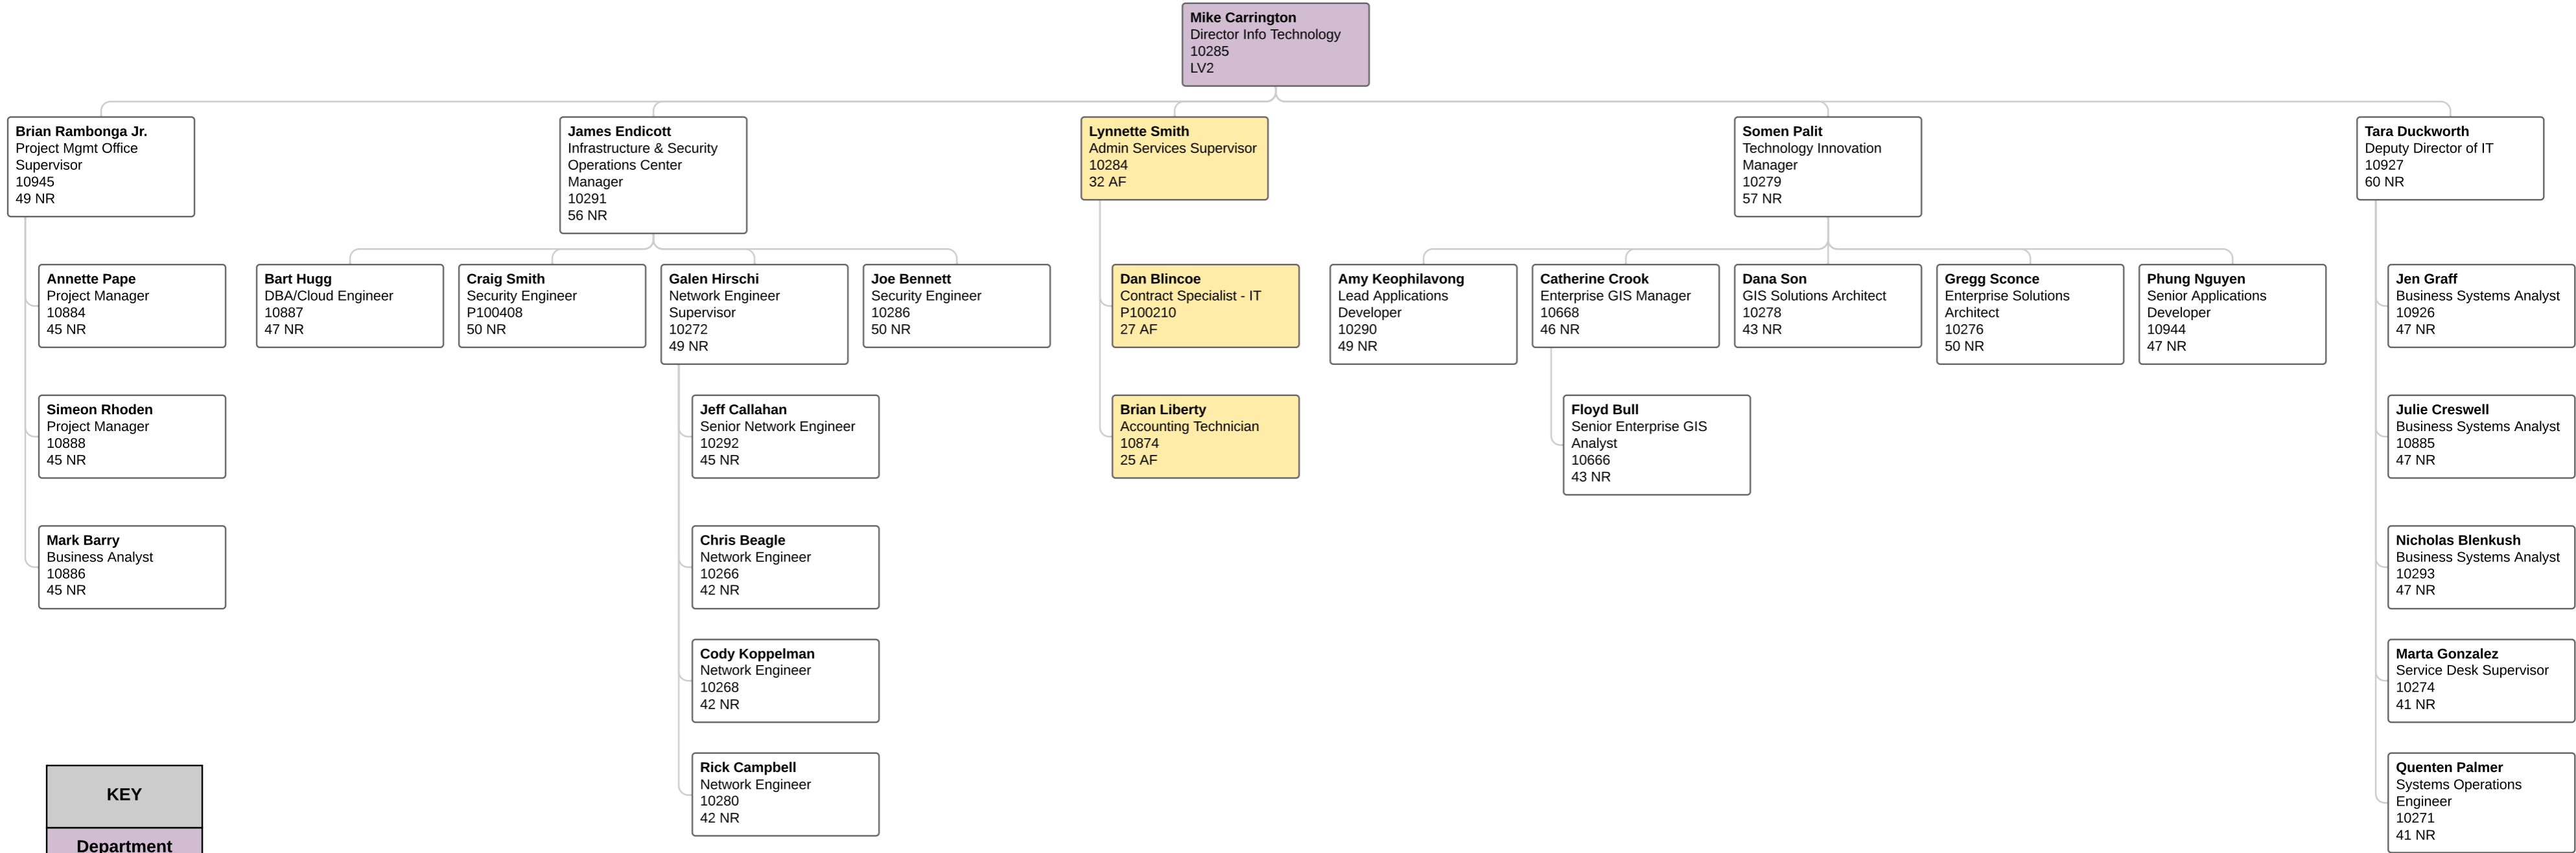 Mike Carrington
Director Info Technology
10285
LV2
Brian Rambonga Jr.
Project Mgmt Office
Supervisor
10945
49 NR
James Endicott
Infrastructure & Security
Operations Center
Manager
10291
56 NR
Lynnette Smith
Admin Services Supervisor
10284
32 AF
Somen Palit
Technology Innovation
Manager
10279
57 NR
Tara Duckworth
Deputy Director of IT
10927
60 NR
Annette Pape
Project Manager
10884
45 NR
Bart Hugg
DBA/Cloud Engineer
10887
47 NR
Craig Smith
Security Engineer
P100408
50 NR
Galen Hirschi
Network Engineer
Supervisor
10272
49 NR
Joe Bennett
Security Engineer
10286
50 NR
Dan Blincoe
Contract Specialist - IT
P100210
27 AF
Amy Keophilavong
Lead Applications
Developer
10290
49 NR
Catherine Crook
Enterprise GIS Manager
10668
46 NR
Dana Son
GIS Solutions Architect
10278
43 NR
Gregg Sconce
Enterprise Solutions
Architect
10276
50 NR
Phung Nguyen
Senior Applications
Developer
10944
47 NR
Jen Graff
Business Systems Analyst
10926
47 NR
Simeon Rhoden
Project Manager
10888
45 NR
Jeff Callahan
Senior Network Engineer
10292
45 NR
Brian Liberty
Accounting Technician
10874
25 AF
Floyd Bull
Senior Enterprise GIS
Analyst
10666
43 NR
Julie Creswell
Business Systems Analyst
10885
47 NR
Mark Barry
Business Analyst
10886
45 NR
Chris Beagle
Network Engineer
10266
42 NR
Nicholas Blenkush
Business Systems Analyst
10293
47 NR
Cody Koppelman
Network Engineer
10268
42 NR
Marta Gonzalez
Service Desk Supervisor
10274
41 NR
Rick Campbell
Network Engineer
10280
42 NR
Quenten Palmer
Systems Operations
Engineer
10271
41 NR
KEY
Department